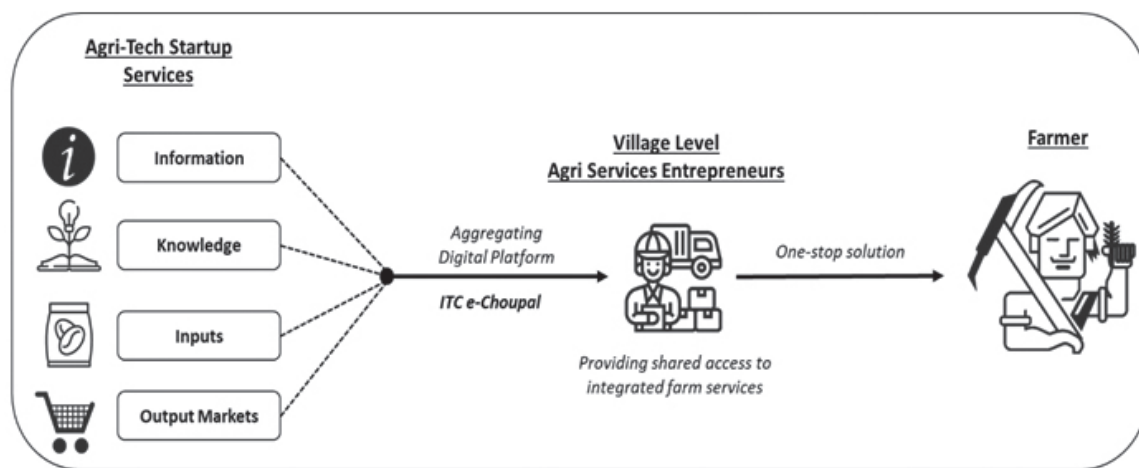 Agri-Tech Startup
Services
Information
Knowledge
Inputs
Output Markets
Aggregating
Digital Platform
ITC e-Choupal
Village Level
Agri Services Entrepreneurs
Providing shared access to
integrated farm services
One-stop solution
Farmer